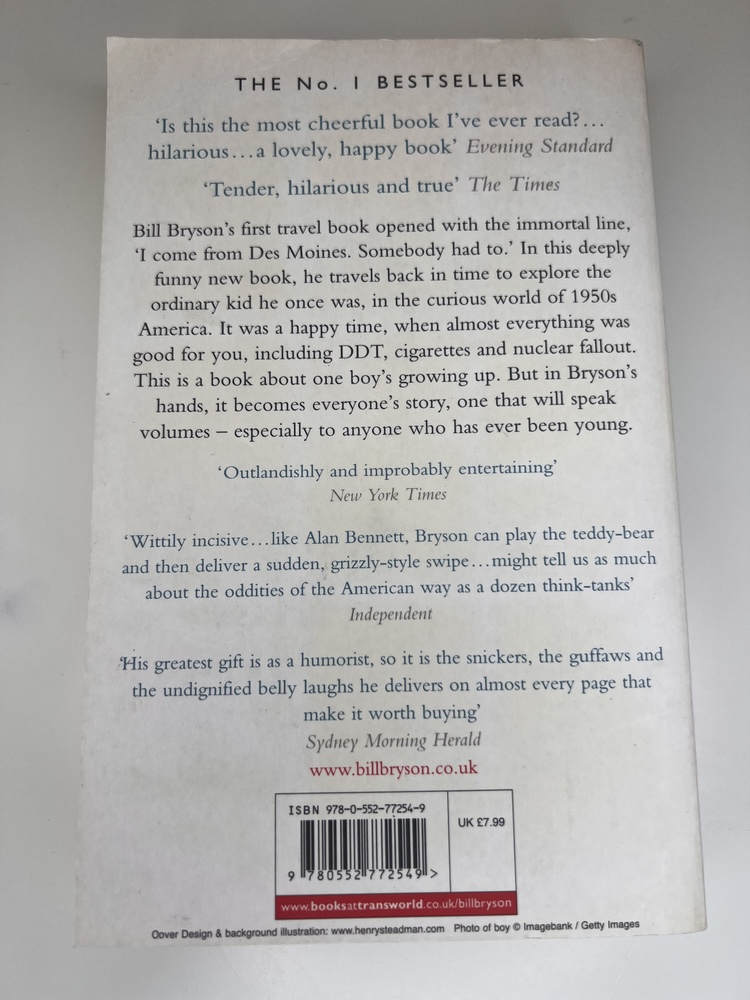 THE No. 1 BESTSELLER
‘Is this the most cheerful book I’ve ever read?...
hilarious...a lovely, happy book’ Evening Standard
‘Tender, hilarious and true’ The Times
Bill Bryson’s first travel book opened with the immortal line,
‘I come from Des Moines. Somebody had to.’ In this deeply
funny new book, he travels back in time to explore the
ordinary kid he once was, in the curious world of 1950s
America. It was a happy time, when almost everything was
good for you, including DDT, cigarettes and nuclear fallout.
This is a book about one boy’s growing up. But in Bryson’s
hands, it becomes everyone’s story, one that will speak
volumes – especially to anyone who has ever been young.
‘Outlandishly and improbably entertaining’
New York Times
‘Wittily incisive...like Alan Bennett, Bryson can play the teddy-bear
and then deliver a sudden, grizzly-style swipe...might tell us as much
about the oddities of the American way as a dozen think-tanks’
Independent
‘His greatest gift is as a humorist, so it is the snickers, the guffaws and
the undignified belly laughs he delivers on almost every page that
make it worth buying’
Sydney Morning Herald
www.billbryson.co.uk
ISBN 978-0-552-77254-9
UK £7.99
9 780552 772549 >
www.booksattransworld.co.uk/billbryson
Cover Design & background illustration: www.henrysteadman.com Photo of boy © Imagebank / Getty Images